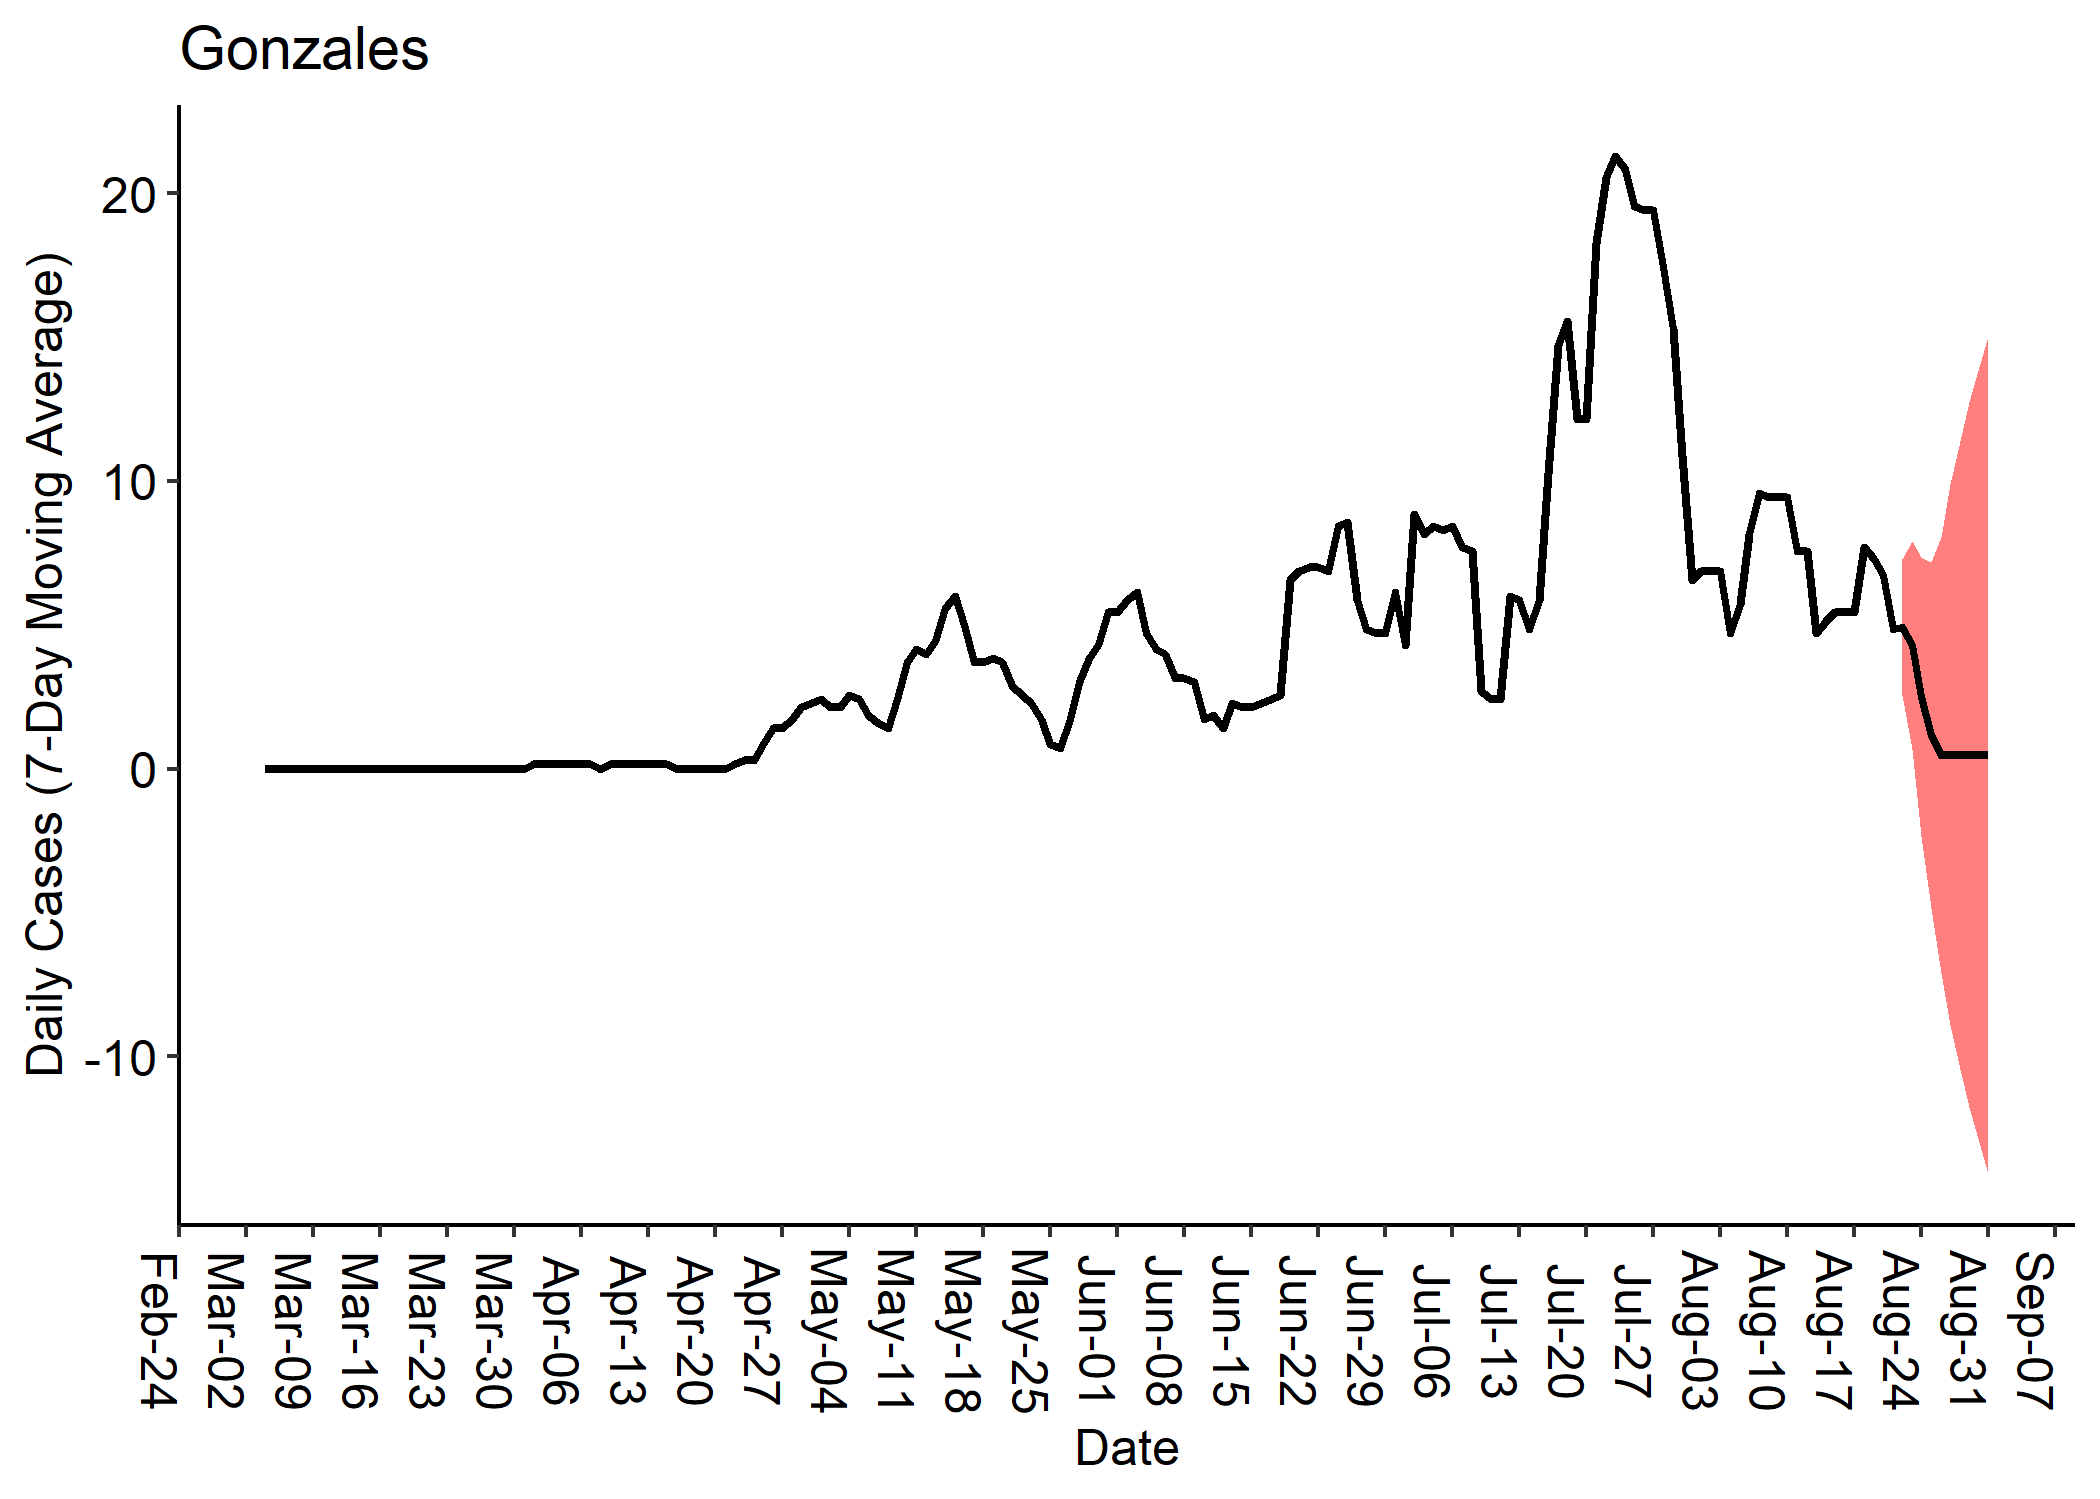 Gonzales
Daily Cases (7-Day Moving Average)
20
10
0
-10
Feb-24
Mar-02
Mar-09
Mar-16
Mar-23
Mar-30
Apr-06
Apr-13
Apr-20
Apr-27
May-04
May-11
May-18
May-25
Jun-01
Jun-08
Jun-15
Jun-22
Jun-29
Jul-06
Jul-13
Jul-20
Jul-27
Aug-03
Aug-10
Aug-17
Aug-24
Aug-31
Sep-07
Date